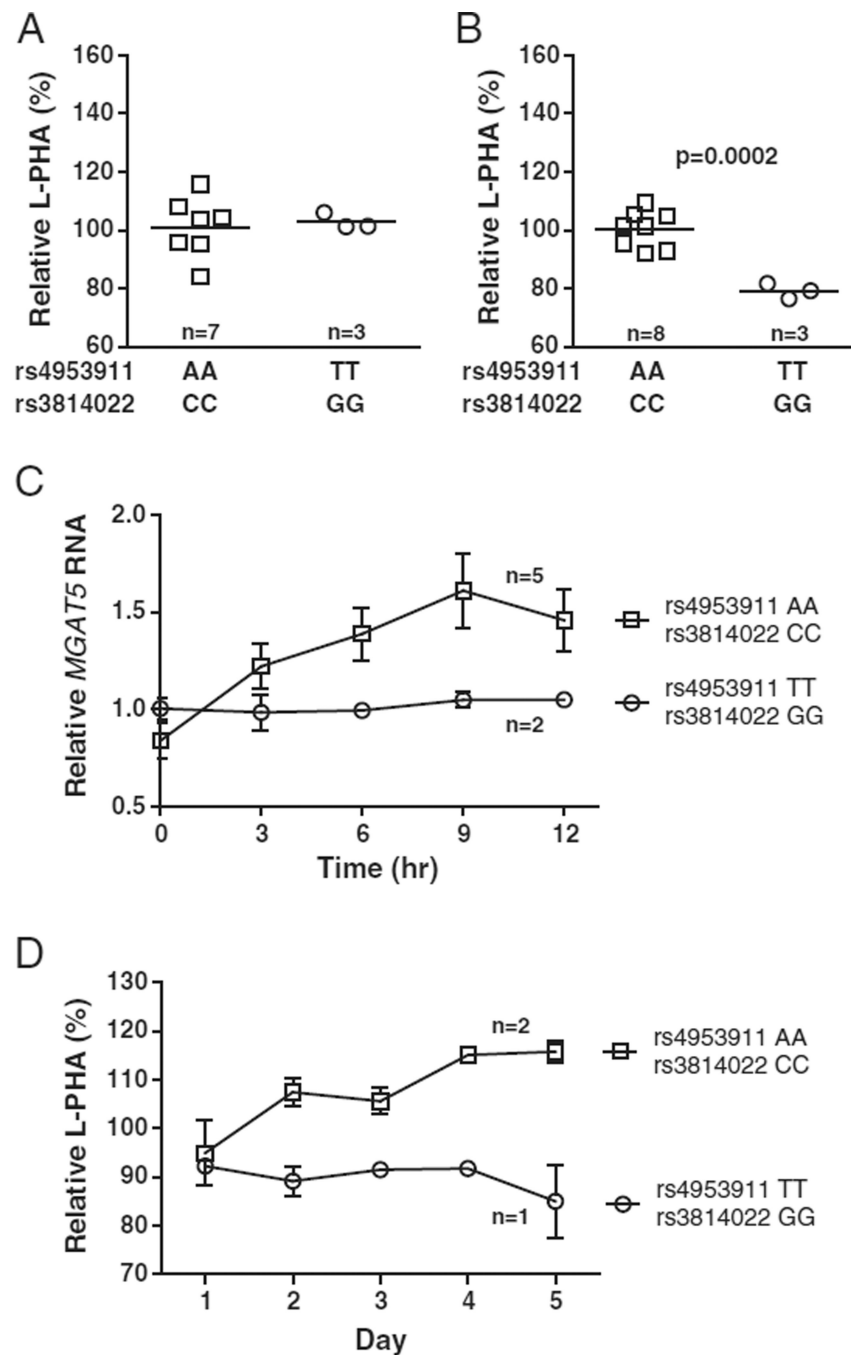 A
160
140
120
100
80
60
Relative L-PHA (%)
n=7
n=3
rs4953911 AA TT
rs3814022 CC GG
B
160
140
120
100
80
60
Relative L-PHA (%)
p=0.0002
n=8
n=3
rs4953911 AA TT
rs3814022 CC GG
C
2.0
1.5
1.0
0.5
Relative MGAT5 RNA
n=5
n=2
0 3 6 9 12
Time (hr)
rs4953911 AA
rs3814022 CC
rs4953911 TT
rs3814022 GG
D
130
120
110
100
90
80
70
Relative L-PHA (%)
n=2
n=1
1 2 3 4 5
Day
rs4953911 AA
rs3814022 CC
rs4953911 TT
rs3814022 GG